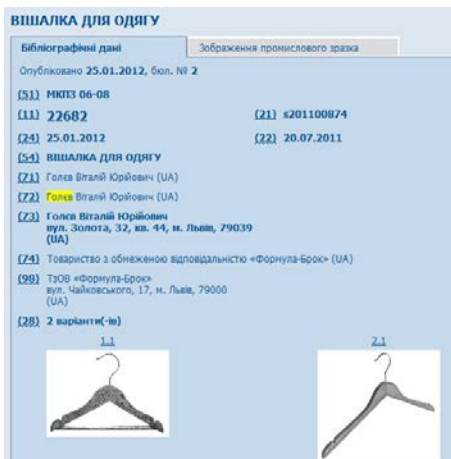 ВІШАЛКА ДЛЯ ОДЯГУ
Бібліографічні дані Зображення промислового зразка
Опубліковано 25.01.2012, бюл. № 2
(51) МКПЗ 06-08
(11) 22682 (21) s201100874
(24) 25.01.2012 (22) 20.07.2011
(54) ВІШАЛКА ДЛЯ ОДЯГУ
(71) Голєв Віталій Юрійович (UA)
(72) Голєв Віталій Юрійович (UA)
(73) Голєв Віталій Юрійович
вул. Золота, 32, кв. 44, м. Львів, 79039
(UA)
(74) Товариство з обмеженою відповідальністю «Формула-Брок» (UA)
(98) ТзОВ «Формула-Брок»
вул. Чайковського, 17, м. Львів, 79000
(UA)
(28) 2 варіанти(-ів)
1.1 2.1